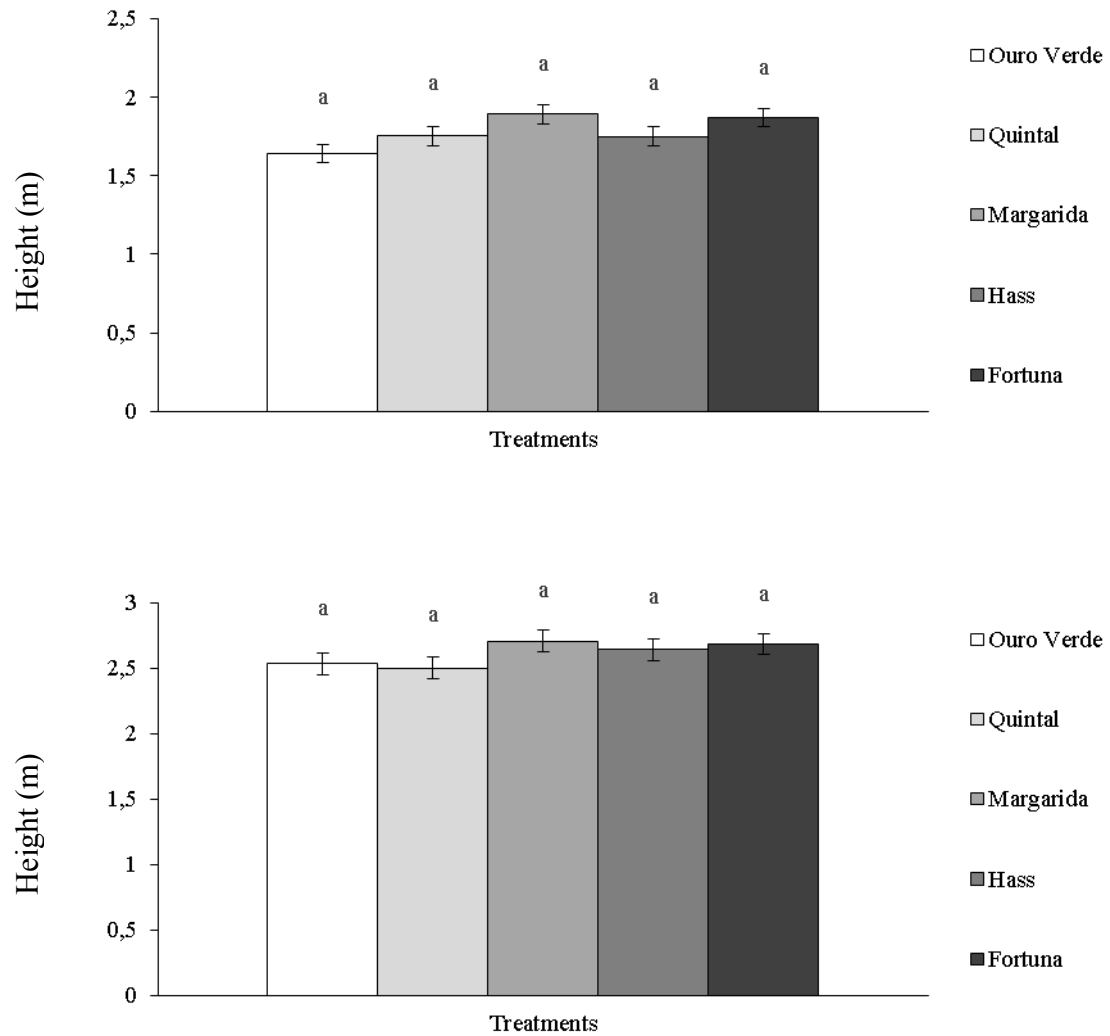 2,5
2
1,5
1
0,5
0
Height (m)
a
a
a
a
a
Treatments
Ouro Verde
Quintal
Margarida
Hass
Fortuna
3
2,5
2
1,5
1
0,5
0
Height (m)
a
a
a
a
a
Treatments
Ouro Verde
Quintal
Margarida
Hass
Fortuna